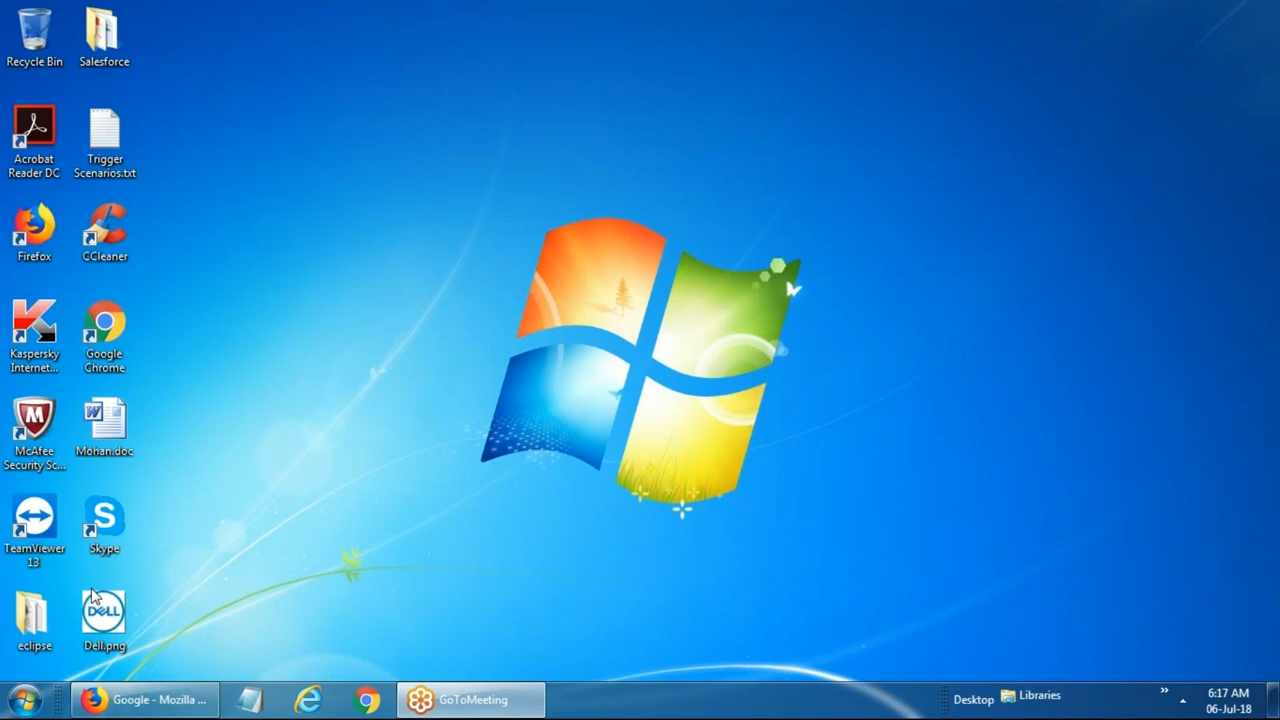 Recycle Bin
Salesforce
Acrobat
Reader DC
Trigger
Scenarios.txt
Firefox
CCleaner
Kaspersky
Internet...
Google
Chrome
McAfee
Security Sc...
Mohan.doc
TeamViewer
13
S
Skype
eclipse
DELL
Dell.png
Google - Mozilla ...
GoToMeeting
Desktop
Libraries
6:17 AM
06-Jul-18